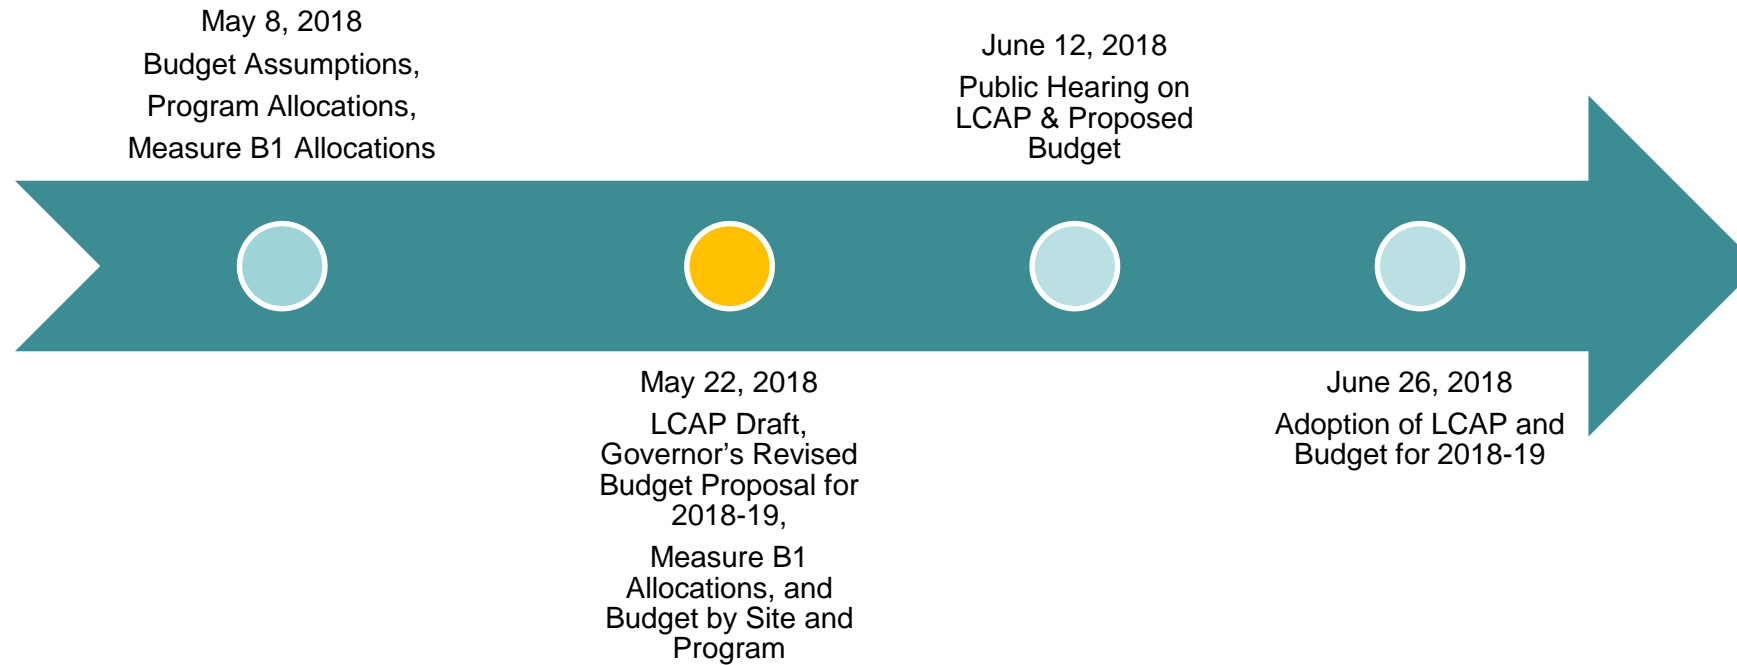 May 8, 2018
Budget Assumptions,
Program Allocations,
Measure B1 Allocations
May 22, 2018
LCAP Draft,
Governor’s Revised
Budget Proposal for
2018-19,
Measure B1
Allocations, and
Budget by Site and
Program
June 12, 2018
Public Hearing on
LCAP & Proposed
Budget
June 26, 2018
Adoption of LCAP and
Budget for 2018-19